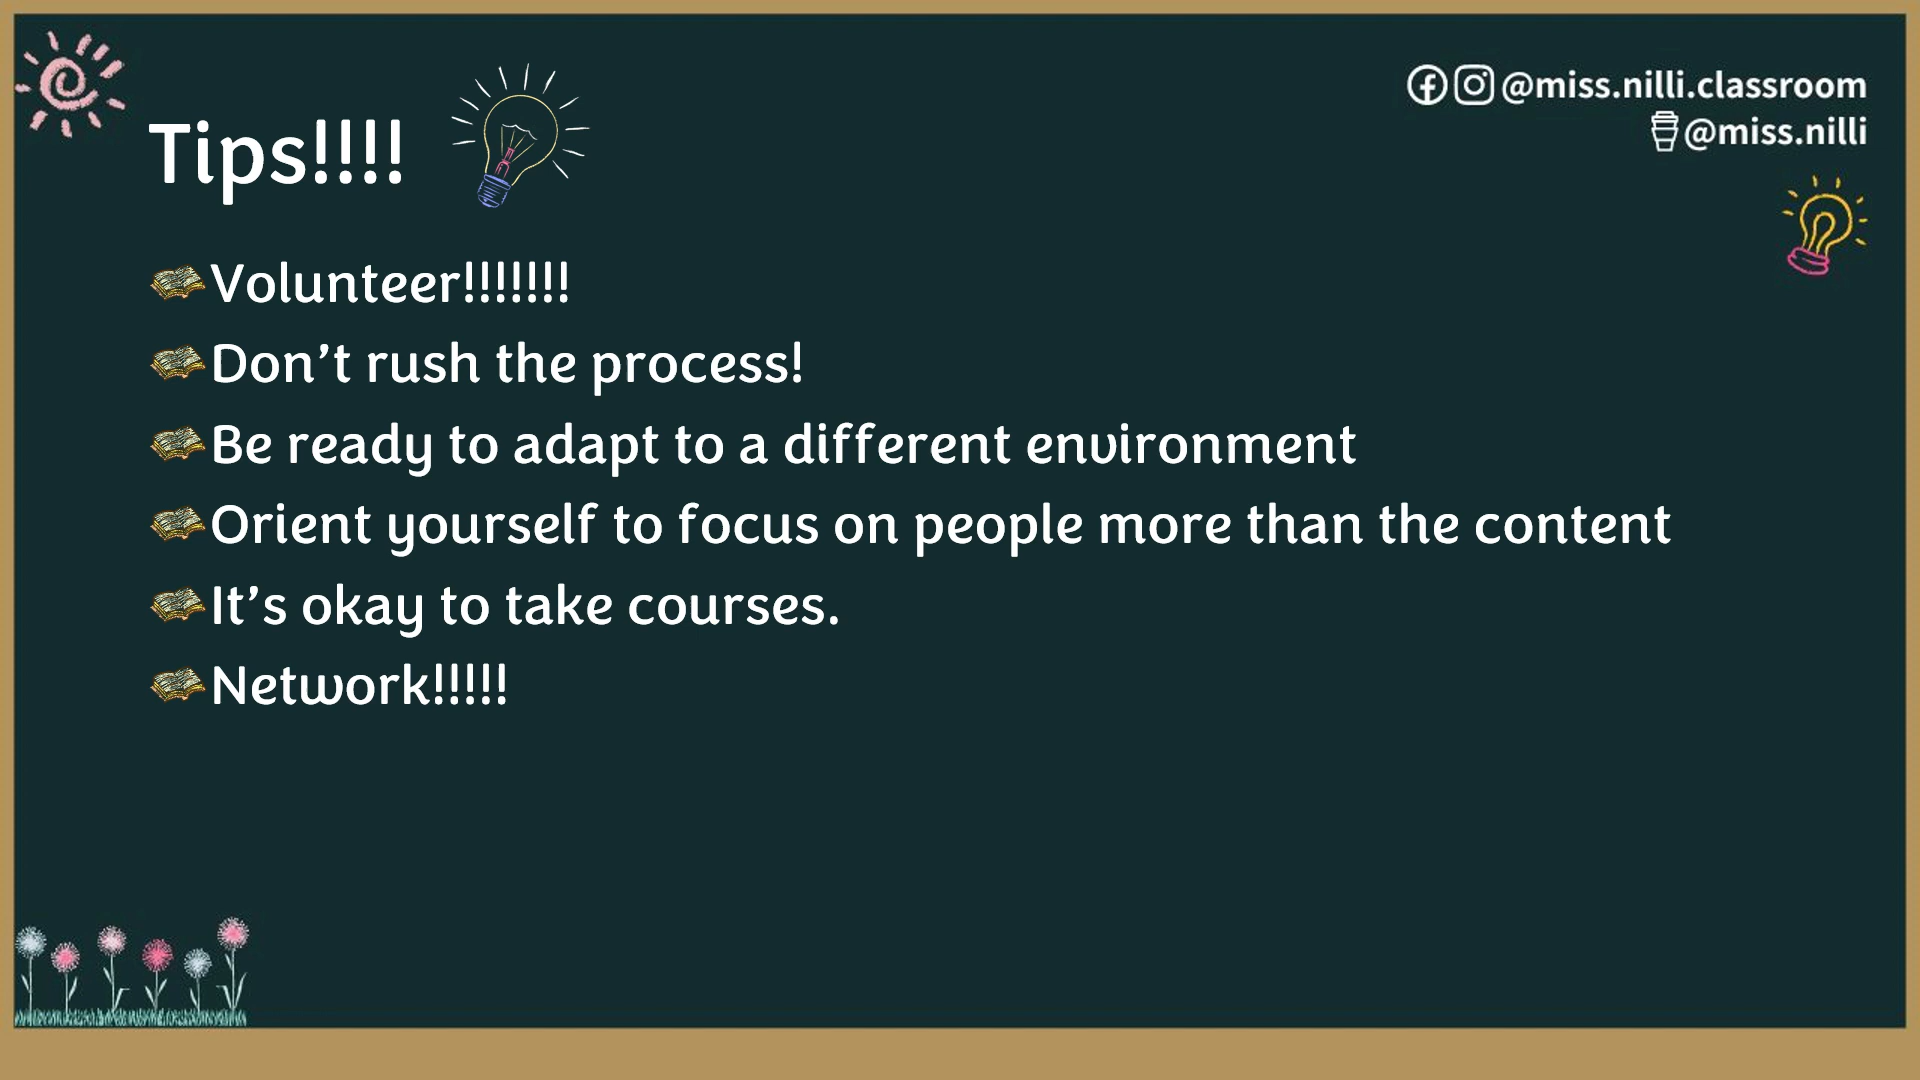 @miss.nilli.classroom
@miss.nilli
Tips!!!!
Volunteer!!!!!!!
Don’t rush the process!
Be ready to adapt to a different environment
Orient yourself to focus on people more than the content
It’s okay to take courses.
Network!!!!!